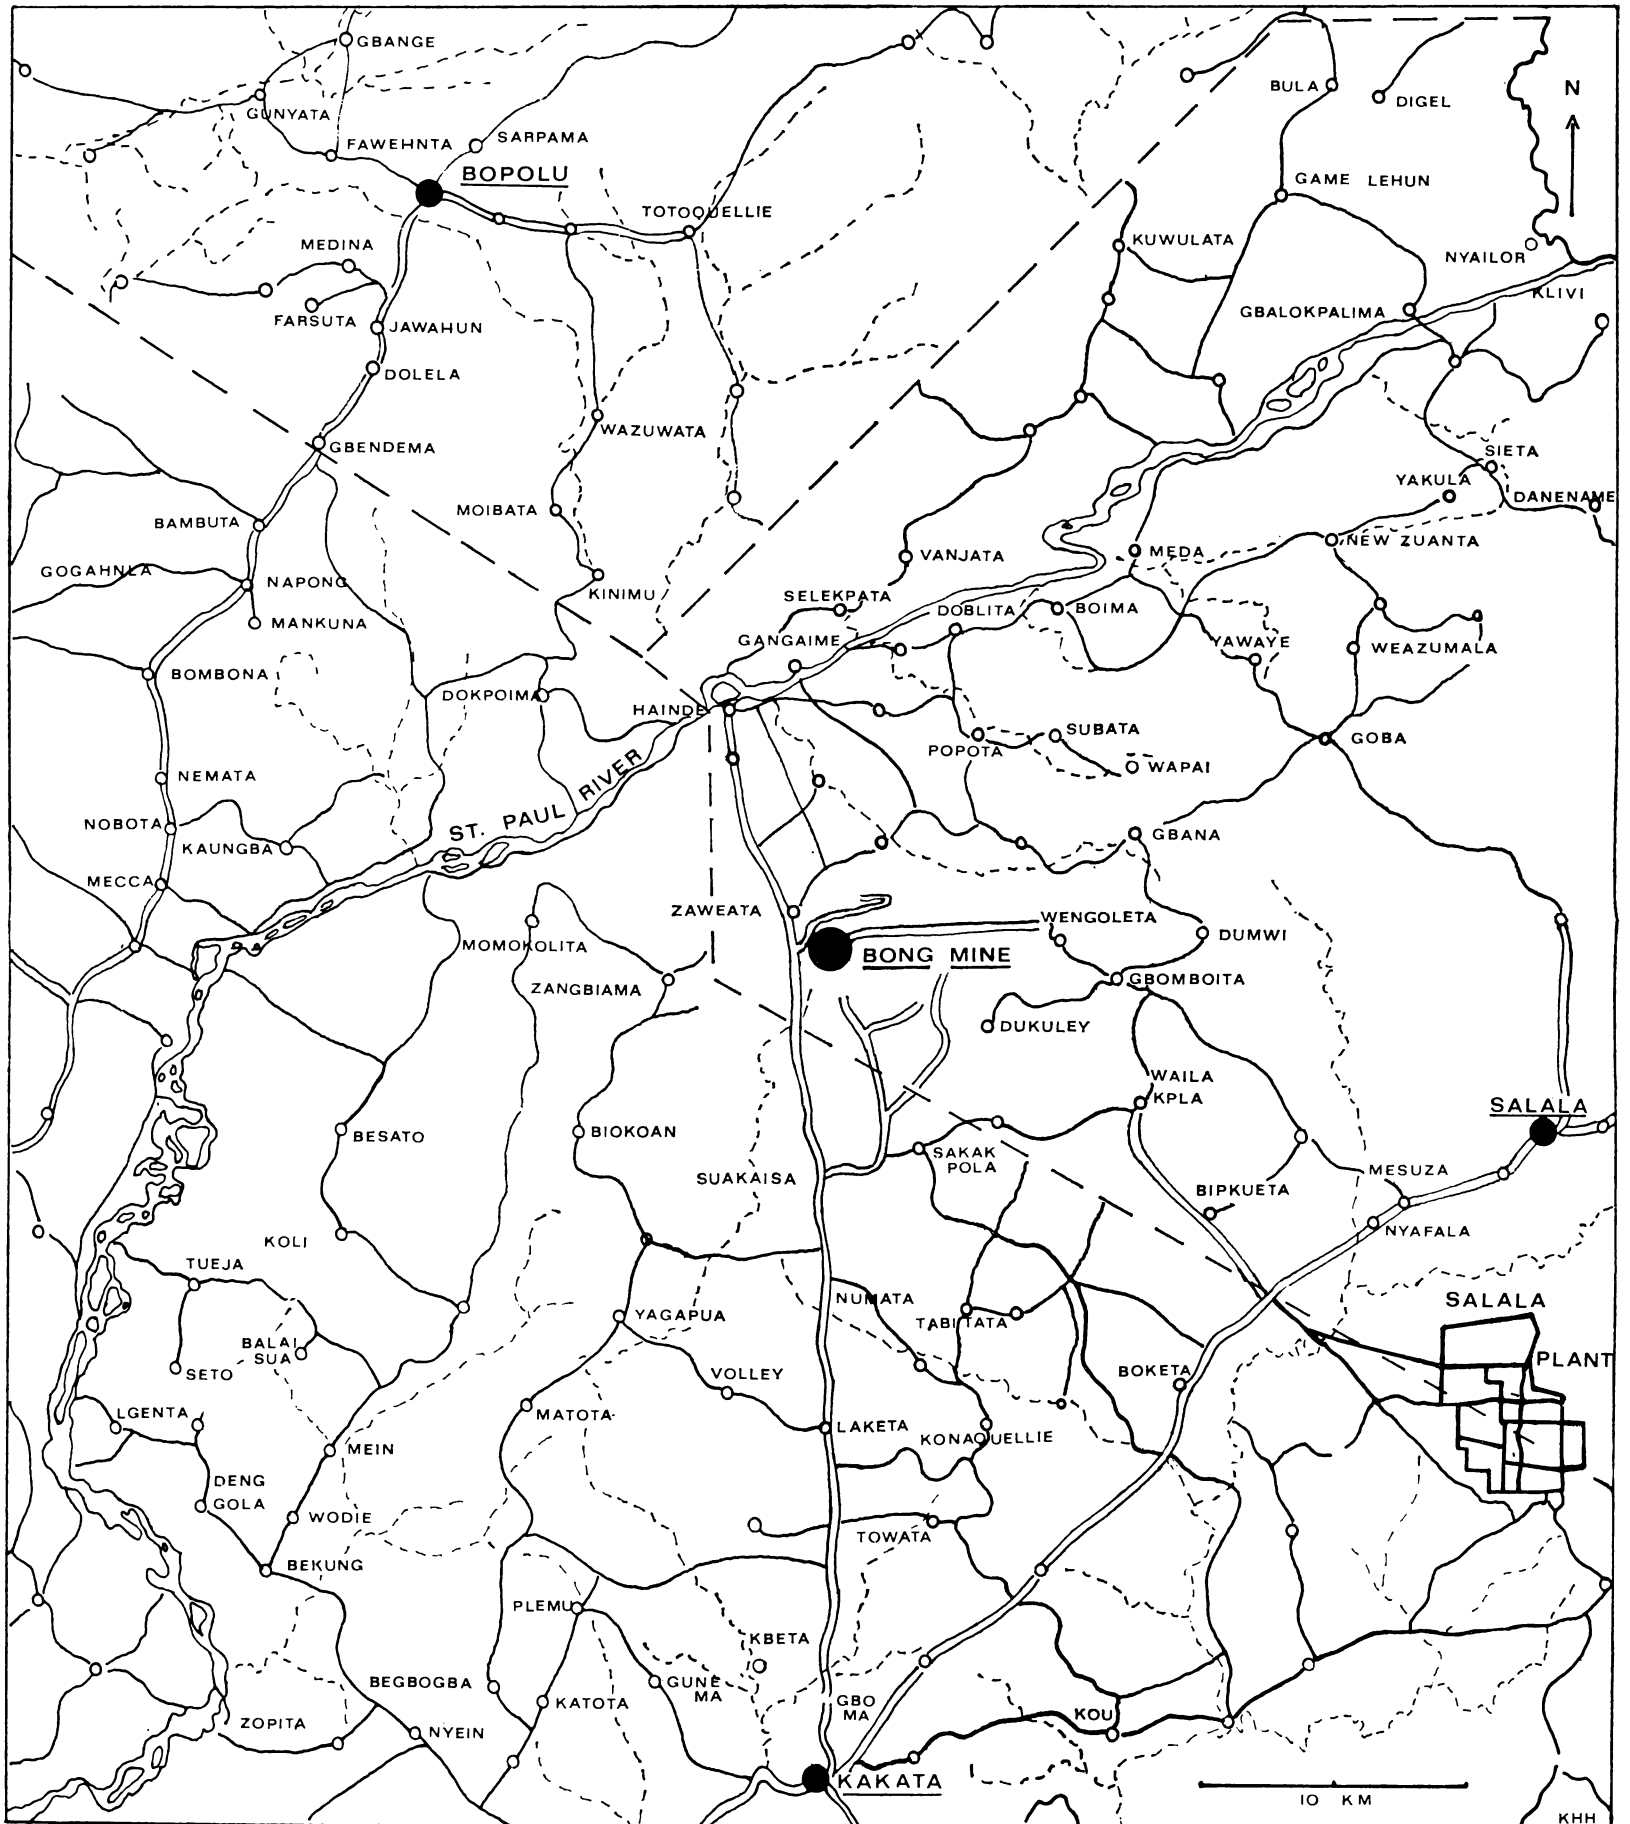 GBANGE
BULA
DIGEL
N
GUNYATA
FAWEHNTA
SARPAMA
BOPOLU
GAME LEHUN
TOTOQUELLIE
MEDINA
KUWULATA
NYAILOR
KLIVI
FARSUTA
JAWAHUN
GBALOKPALIMA
DOLELA
WAZUWATA
GBENDEMA
SIETA
YAKULA
DANENAME
BAMBUTA
MOIBATA
NEW ZUANTA
VANJATA
MEDA
GOGAHNLA
NAPONG
KINIMU
SELEKPATA
DOBLITA
BOIMA
MANKUNA
GANGAIME
YAWAYE
WEAZUMALA
BOMBONA
DOKPOIMA
HAINDE
SUBATA
POPOTA
GOBA
WAPAI
NEMATA
ST. PAUL RIVER
NOBOTA
KAUNGBA
GBANA
MECCA
ZAWEATA
WENGOLETA
DUMWI
MOMOKOLITA
BONG MINE
ZANGBIAMA
GBOMBOITA
DUKULEY
WAILA
KPLA
SALALA
BESATO
BIOKOAN
SAKAK
POLA
SUAKAISA
MESUZA
BIPKUETA
NYAFALA
KOLI
TUEJA
NUMATA
SALALA
YAGAPUA
TABITATA
BALAI
SUA
SETO
VOLLEY
BOKETA
PLANT
LGENTA
MATOTA
LAKETA
KONAQUELLIE
MEIN
DENG
GOLA
WODIE
TOWATA
BEKUNG
PLEMU
KBETA
BEGBOGBA
GUNE
MA
KATOTA
GBO
MA
KOU
ZOPITA
NYEIN
KAKATA
10 KM
KHH